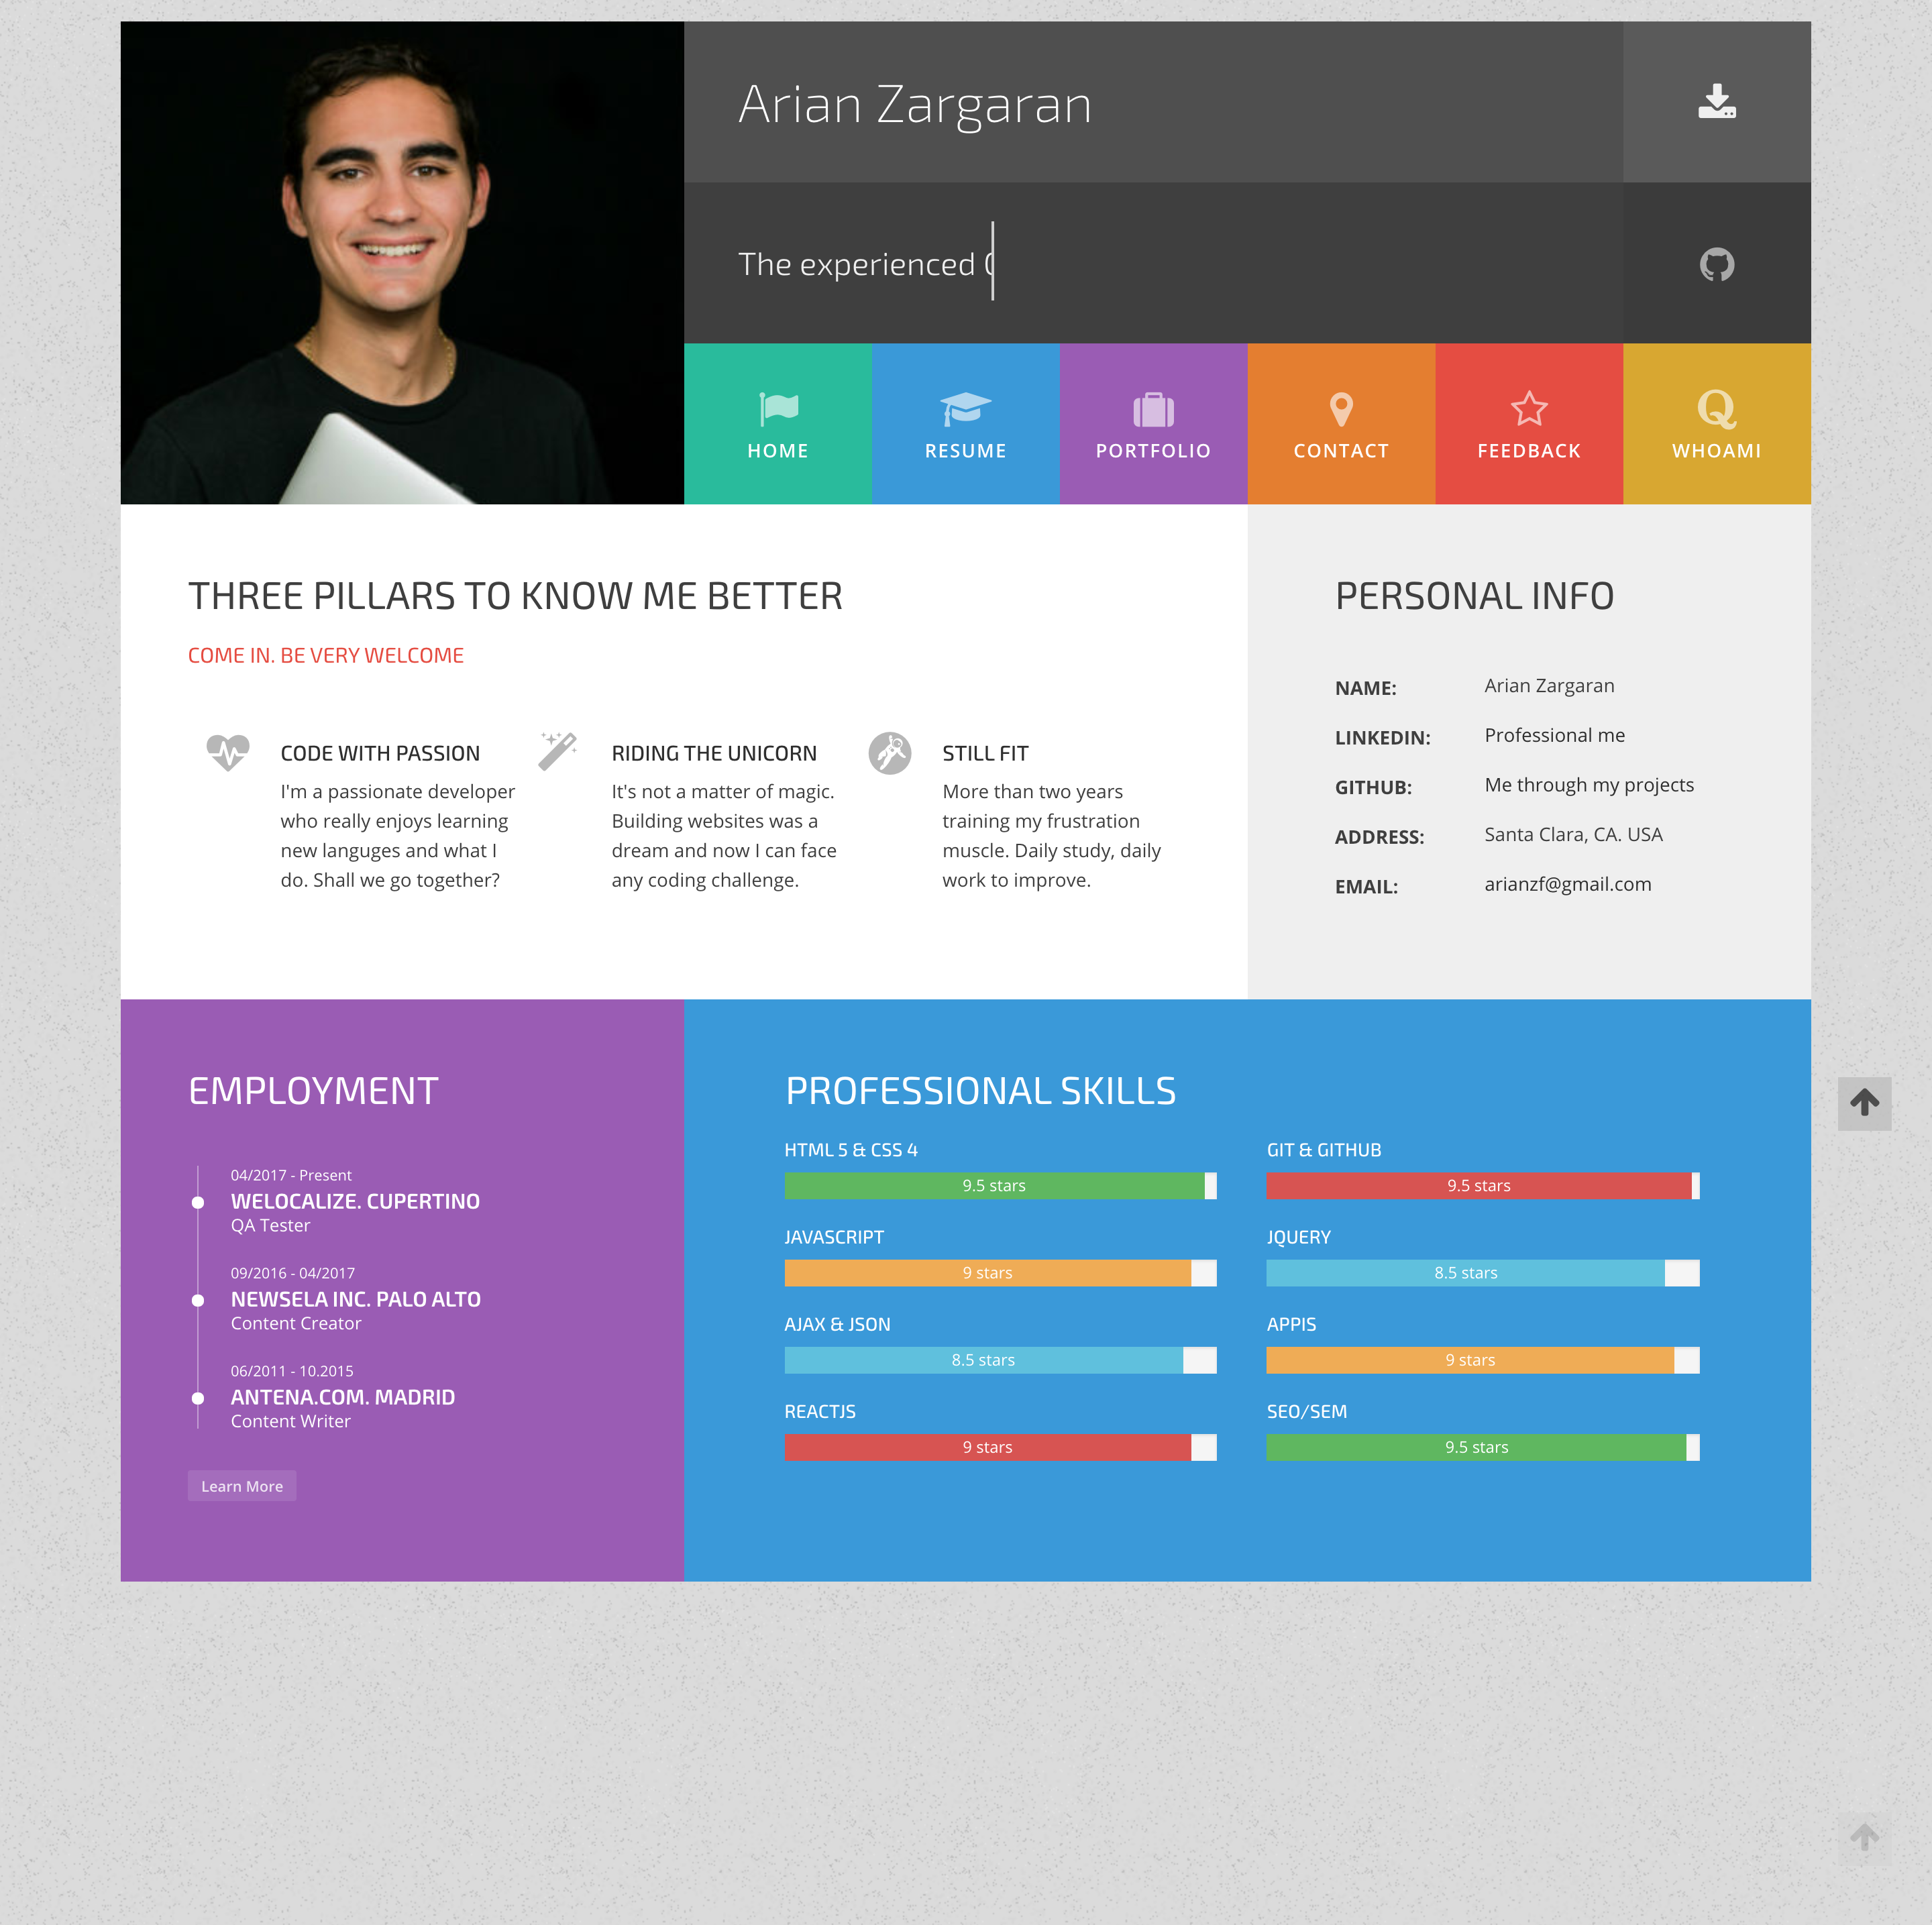 Arian Zargaran
The experienced
HOME
RESUME
PORTFOLIO
CONTACT
FEEDBACK
Q
WHOAMI
THREE PILLARS TO KNOW ME BETTER
COME IN. BE VERY WELCOME
CODE WITH PASSION
I'm a passionate developer
who really enjoys learning
new languges and what I
do. Shall we go together?
RIDING THE UNICORN
It's not a matter of magic.
Building websites was a
dream and now I can face
any coding challenge.
STILL FIT
More than two years
training my frustration
muscle. Daily study, daily
work to improve.
PERSONAL INFO
NAME: Arian Zargaran
LINKEDIN: Professional me
GITHUB: Me through my projects
ADDRESS: Santa Clara, CA. USA
EMAIL: arianzf@gmail.com
EMPLOYMENT
04/2017 - Present
WELOCALIZE. CUPERTINO
QA Tester
09/2016 - 04/2017
NEWSELA INC. PALO ALTO
Content Creator
06/2011 - 10.2015
ANTENA.COM. MADRID
Content Writer
Learn More
PROFESSIONAL SKILLS
HTML 5 & CSS 4
9.5 stars
JAVASCRIPT
9 stars
AJAX & JSON
8.5 stars
REACTJS
9 stars
GIT & GITHUB
9.5 stars
JQUERY
8.5 stars
APPIS
9 stars
SEO/SEM
9.5 stars